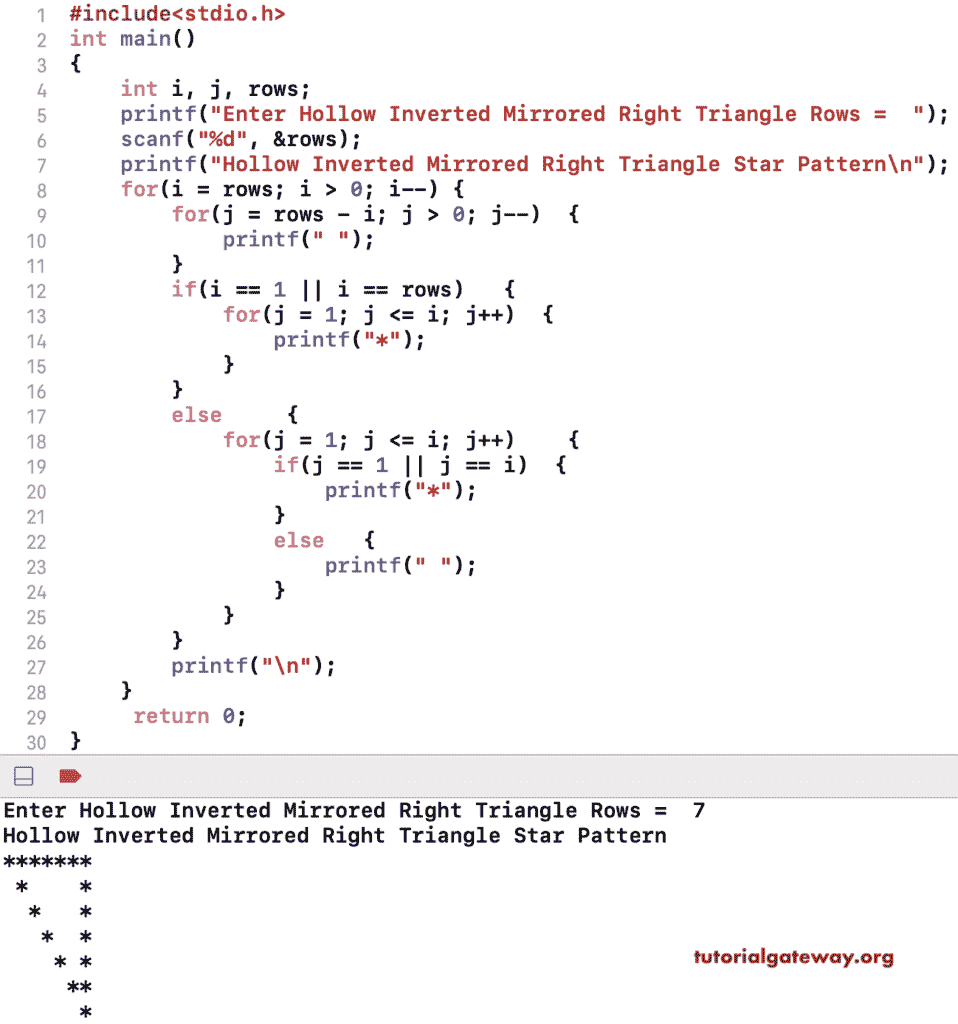 1 #include<stdio.h>
2 int main()
3 {
4     int i, j, rows;
5     printf("Enter Hollow Inverted Mirrored Right Triangle Rows =  ");
6     scanf("%d", &rows);
7     printf("Hollow Inverted Mirrored Right Triangle Star Pattern\n");
8     for(i = rows; i > 0; i--) {
9         for(j = rows - i; j > 0; j--)  {
10             printf(" ");
11         }
12         if(i == 1 || i == rows)   {
13             for(j = 1; j <= i; j++)  {
14                 printf("*");
15             }
16         }
17         else     {
18             for(j = 1; j <= i; j++)    {
19                 if(j == 1 || j == i)  {
20                     printf("*");
21                 }
22                 else   {
23                     printf(" ");
24                 }
25             }
26         }
27         printf("\n");
28     }
29      return 0;
30 }
Enter Hollow Inverted Mirrored Right Triangle Rows =  7
Hollow Inverted Mirrored Right Triangle Star Pattern
*******
 *    *
  *   *
   *  *
    * *
     **
      *
tutorialgateway.org